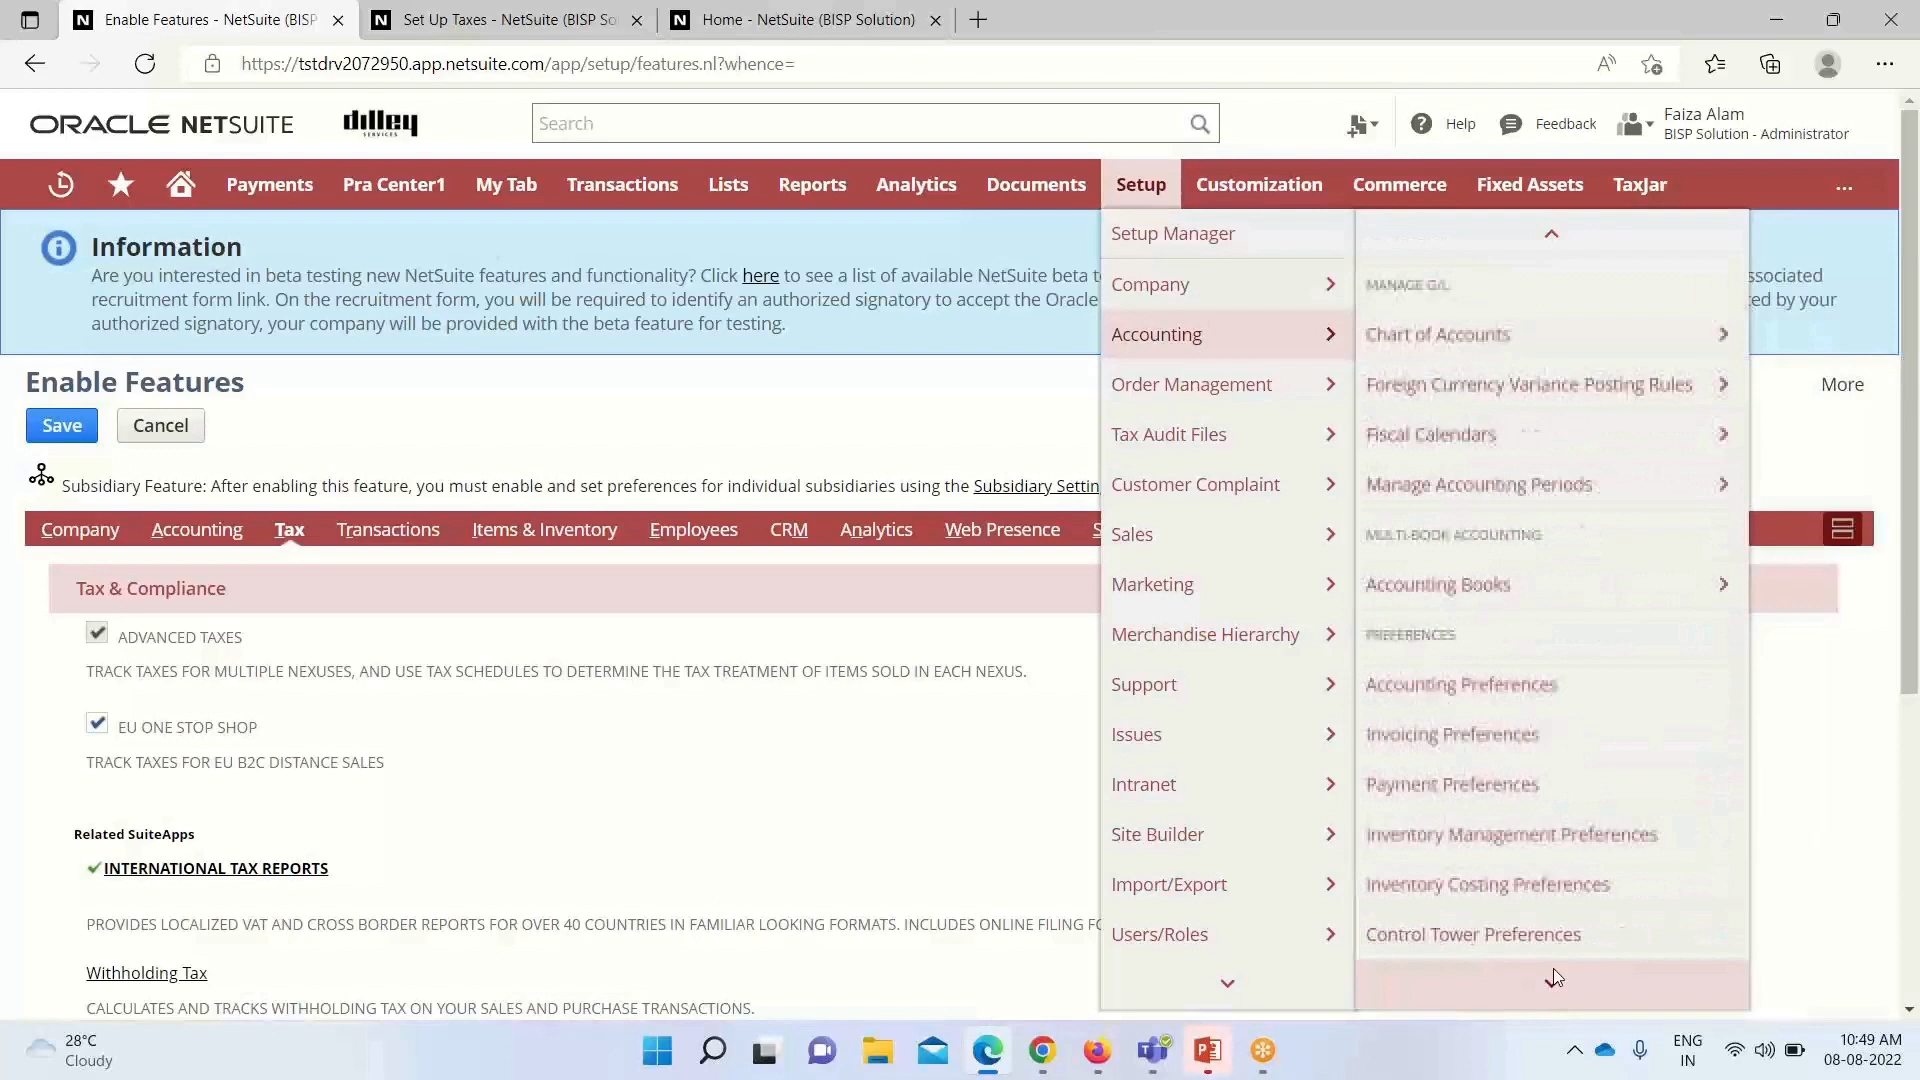 Enable Features - NetSuite (BISP
Set Up Taxes - NetSuite (BISP So
Home - NetSuite (BISP Solution)
https://tstdrv2072950.app.netsuite.com/app/setup/features.nl?whence=
ORACLE NETSUITE
dilley
SERVICES
Search
Help
Feedback
Faiza Alam
BISP Solution - Administrator
Payments
Pra Center1
My Tab
Transactions
Lists
Reports
Analytics
Documents
Setup
Customization
Commerce
Fixed Assets
TaxJar
...
Information
Are you interested in beta testing new NetSuite features and functionality? Click here to see a list of available NetSuite beta t
ssociated
recruitment form link. On the recruitment form, you will be required to identify an authorized signatory to accept the Oracle
ed by your
authorized signatory, your company will be provided with the beta feature for testing.
Setup Manager
Company
Accounting
Order Management
Tax Audit Files
Customer Complaint
Sales
Marketing
Merchandise Hierarchy
Support
Issues
Intranet
Site Builder
Import/Export
Users/Roles
MANAGE G/L
Chart of Accounts
Foreign Currency Variance Posting Rules
Fiscal Calendars
Manage Accounting Periods
MULTI-BOOK ACCOUNTING
Accounting Books
PREFERENCES
Accounting Preferences
Invoicing Preferences
Payment Preferences
Inventory Management Preferences
Inventory Costing Preferences
Control Tower Preferences
Enable Features
More
Save
Cancel
Subsidiary Feature: After enabling this feature, you must enable and set preferences for individual subsidiaries using the Subsidiary Settin
Company
Accounting
Tax
Transactions
Items & Inventory
Employees
CRM
Analytics
Web Presence
S
Tax & Compliance
ADVANCED TAXES
TRACK TAXES FOR MULTIPLE NEXUSES, AND USE TAX SCHEDULES TO DETERMINE THE TAX TREATMENT OF ITEMS SOLD IN EACH NEXUS.
EU ONE STOP SHOP
TRACK TAXES FOR EU B2C DISTANCE SALES
Related SuiteApps
INTERNATIONAL TAX REPORTS
PROVIDES LOCALIZED VAT AND CROSS BORDER REPORTS FOR OVER 40 COUNTRIES IN FAMILIAR LOOKING FORMATS. INCLUDES ONLINE FILING FO
Withholding Tax
CALCULATES AND TRACKS WITHHOLDING TAX ON YOUR SALES AND PURCHASE TRANSACTIONS.
28°C
Cloudy
ENG
IN
10:49 AM
08-08-2022